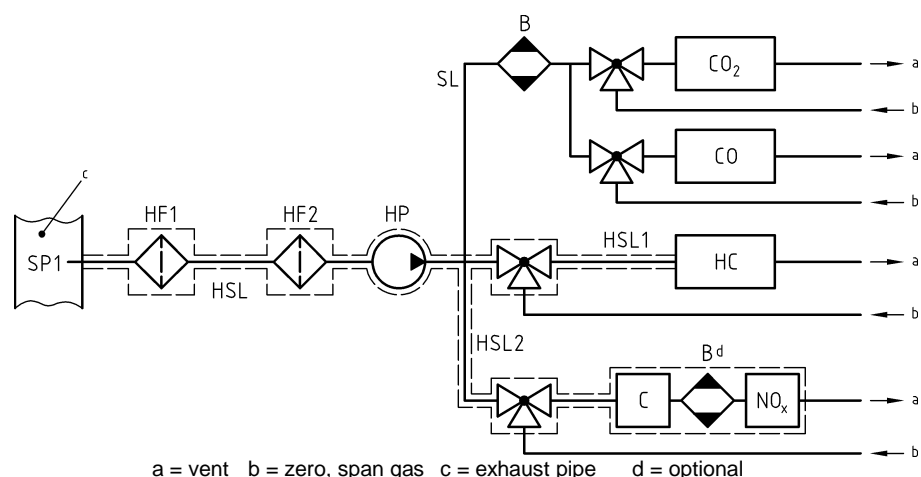 B
SL
CO₂
a
b
CO
a
b
c
HF1
HF2
HP
SP1
HSL
HSL1
HC
a
b
HSL2
Bᵈ
C
NOₓ
a
b
a = vent b = zero, span gas c = exhaust pipe d = optional